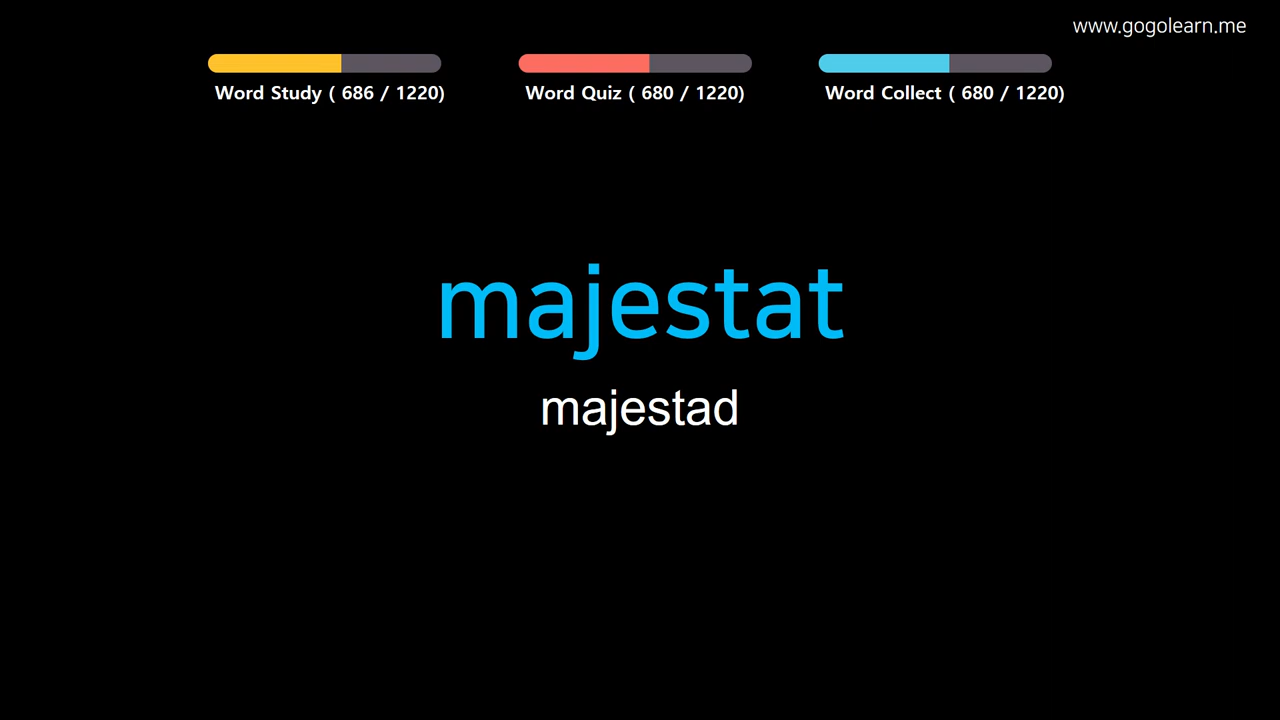 www.gogolearn.me
Word Study ( 686 / 1220)
Word Quiz ( 680 / 1220)
Word Collect ( 680 / 1220)
majestat
majestad